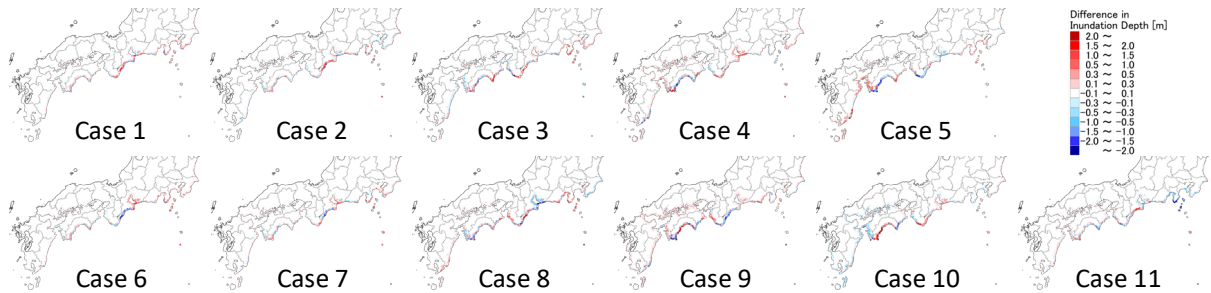 Case 1
Case 2
Case 3
Case 4
Case 5
Difference in
Inundation Depth [m]
2.0 ～
1.5 ～ 2.0
1.0 ～ 1.5
0.5 ～ 1.0
0.3 ～ 0.5
0.1 ～ 0.3
-0.1 ～ 0.1
-0.3 ～ -0.1
-0.5 ～ -0.3
-1.0 ～ -0.5
-1.5 ～ -1.0
-2.0 ～ -1.5
～ -2.0
Case 6
Case 7
Case 8
Case 9
Case 10
Case 11